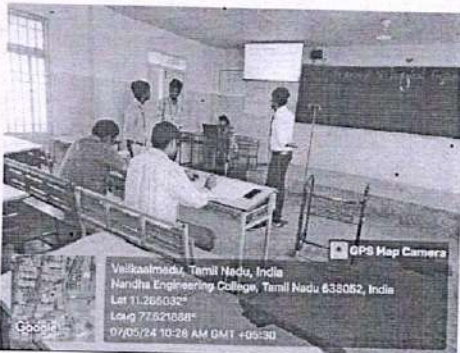 GPS Map Camera
Vaikaalmedu, Tamil Nadu, India
Nandha Engineering College, Tamil Nadu 638052, India
Lat 11.265032°
Long 77.621888°
07/05/24 10:28 AM GMT +05:30
Google